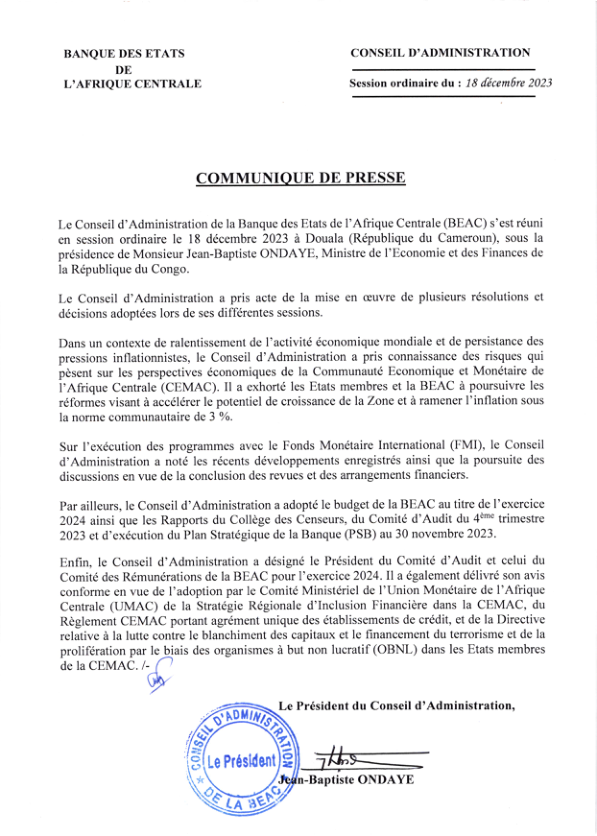 BANQUE DES ETATS
DE
L'AFRIQUE CENTRALE
CONSEIL D'ADMINISTRATION
Session ordinaire du : 18 décembre 2023
COMMUNIQUE DE PRESSE
Le Conseil d'Administration de la Banque des Etats de l'Afrique Centrale (BEAC) s'est réuni
en session ordinaire le 18 décembre 2023 à Douala (République du Cameroun), sous la
présidence de Monsieur Jean-Baptiste ONDAYE, Ministre de l'Economie et des Finances de
la République du Congo.
Le Conseil d'Administration a pris acte de la mise en œuvre de plusieurs résolutions et
décisions adoptées lors de ses différentes sessions.
Dans un contexte de ralentissement de l'activité économique mondiale et de persistance des
pressions inflationnistes, le Conseil d'Administration a pris connaissance des risques qui
pèsent sur les perspectives économiques de la Communauté Economique et Monétaire de
l'Afrique Centrale (CEMAC). Il a exhorté les Etats membres et la BEAC à poursuivre les
réformes visant à accélérer le potentiel de croissance de la Zone et à ramener l'inflation sous
la norme communautaire de 3 %.
Sur l'exécution des programmes avec le Fonds Monétaire International (FMI), le Conseil
d'Administration a noté les récents développements enregistrés ainsi que la poursuite des
discussions en vue de la conclusion des revues et des arrangements financiers.
Par ailleurs, le Conseil d'Administration a adopté le budget de la BEAC au titre de l'exercice
2024 ainsi que les Rapports du Collège des Censeurs, du Comité d'Audit du 4ème trimestre
2023 et d'exécution du Plan Stratégique de la Banque (PSB) au 30 novembre 2023.
Enfin, le Conseil d'Administration a désigné le Président du Comité d'Audit et celui du
Comité des Rémunérations de la BEAC pour l'exercice 2024. Il a également délivré son avis
conforme en vue de l'adoption par le Comité Ministériel de l'Union Monétaire de l'Afrique
Centrale (UMAC) de la Stratégie Régionale d'Inclusion Financière dans la CEMAC, du
Règlement CEMAC portant agrément unique des établissements de crédit, et de la Directive
relative à la lutte contre le blanchiment des capitaux et le financement du terrorisme et de la
prolifération par le biais des organismes à but non lucratif (OBNL) dans les Etats membres
de la CEMAC. /-
Le Président du Conseil d'Administration,
CONSEIL D'ADMINISTRATION
Le Président
DE LA BEAC
Jean-Baptiste ONDAYE